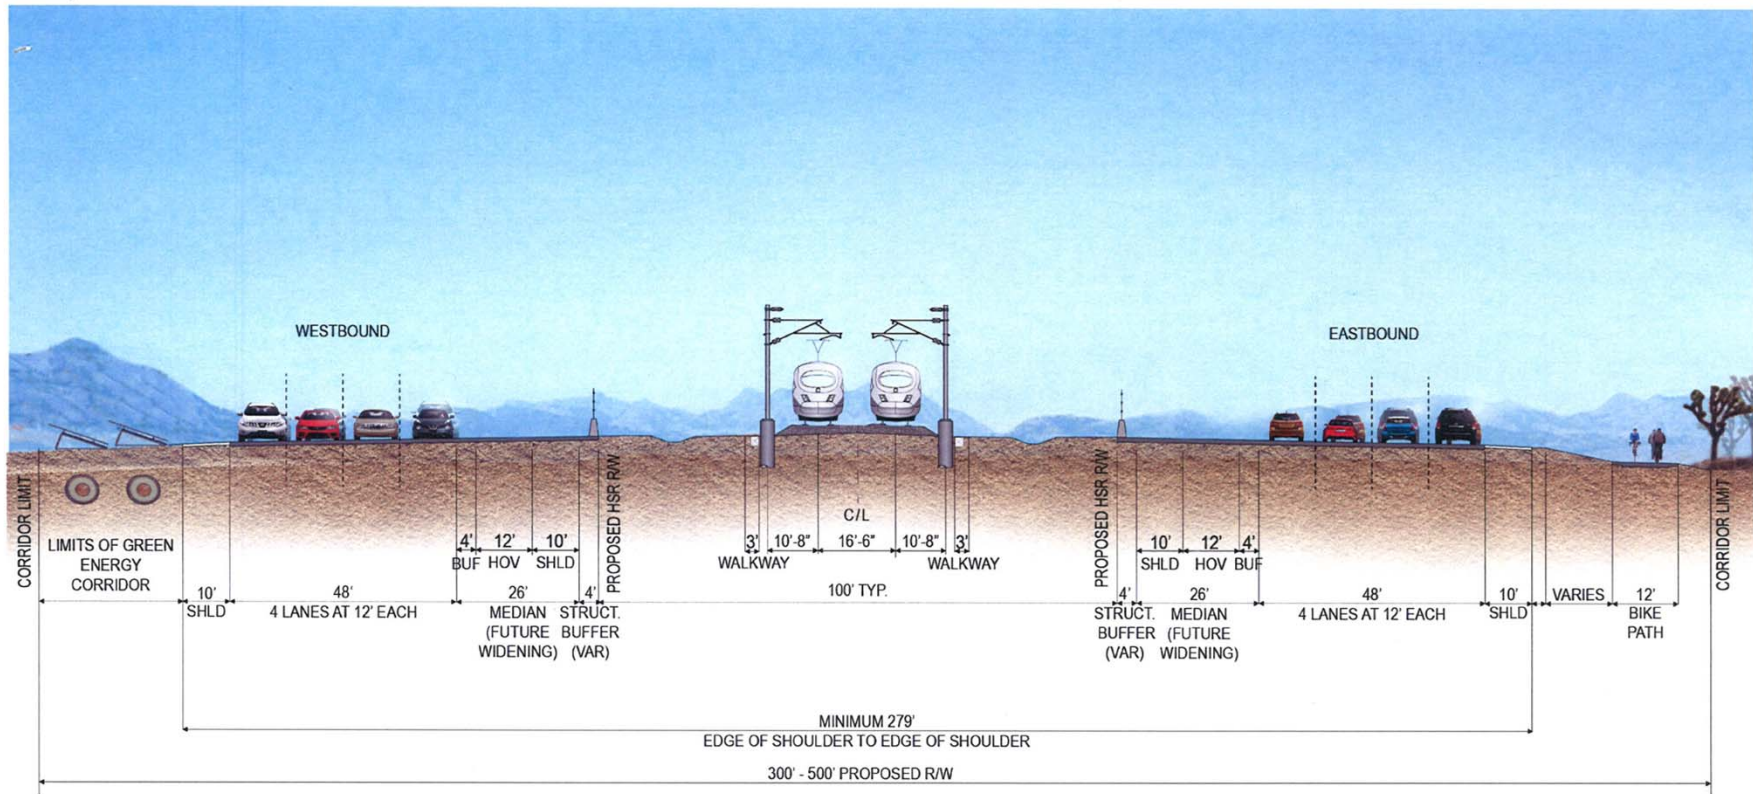 WESTBOUND
EASTBOUND
CORRIDOR LIMIT
LIMITS OF GREEN
ENERGY
CORRIDOR
10'
SHLD
48'
4 LANES AT 12' EACH
4'
BUF
12'
HOV
10'
SHLD
26'
MEDIAN
(FUTURE
WIDENING)
4'
STRUCT.
BUFFER
(VAR)
PROPOSED HSR R/W
C/L
3'
WALKWAY
10'-8"
16'-6"
10'-8"
3'
WALKWAY
100' TYP.
PROPOSED HSR R/W
4'
STRUCT.
BUFFER
(VAR)
10'
SHLD
12'
HOV
4'
BUF
26'
MEDIAN
(FUTURE
WIDENING)
48'
4 LANES AT 12' EACH
10'
SHLD
VARIES
12'
BIKE
PATH
CORRIDOR LIMIT
MINIMUM 279'
EDGE OF SHOULDER TO EDGE OF SHOULDER
300' - 500' PROPOSED R/W